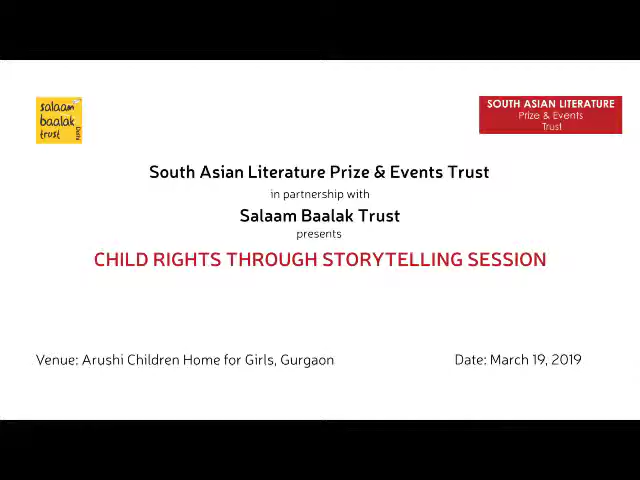 salaam
baalak
trust
Delhi
SOUTH ASIAN LITERATURE
Prize & Events
Trust
South Asian Literature Prize & Events Trust
in partnership with
Salaam Baalak Trust
presents
CHILD RIGHTS THROUGH STORYTELLING SESSION
Venue: Arushi Children Home for Girls, Gurgaon
Date: March 19, 2019